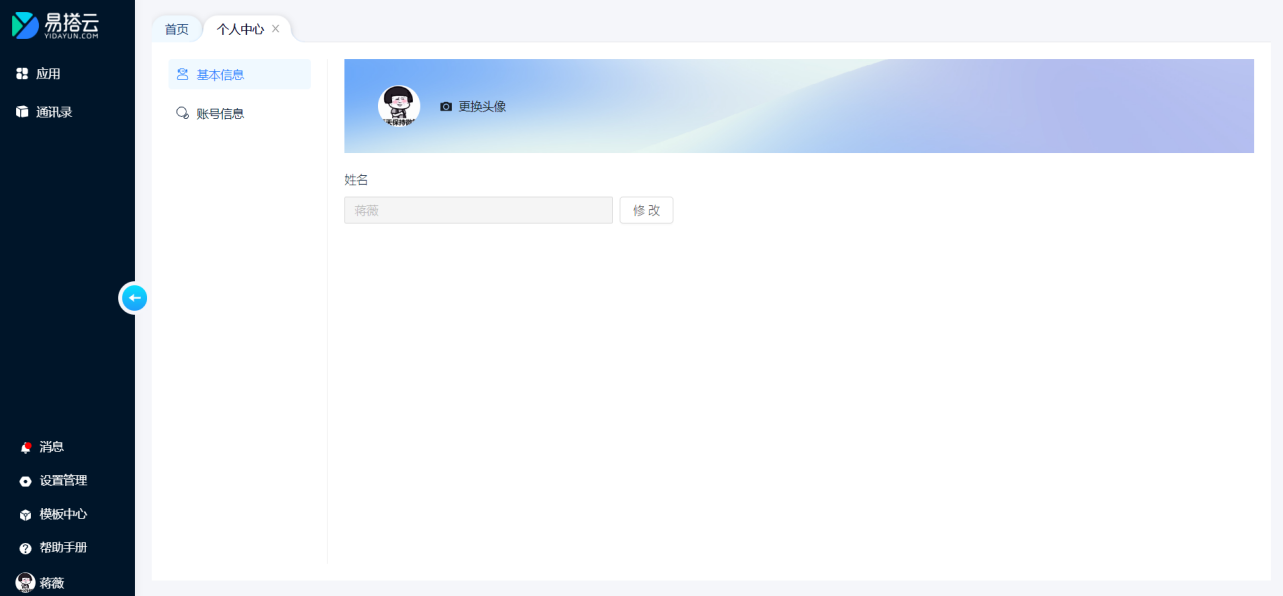 易搭云
YIDAYUN.COM
应用
通讯录
消息
设置管理
模板中心
帮助手册
蒋薇
首页
个人中心
基本信息
账号信息
更换头像
姓名
蒋薇
修 改